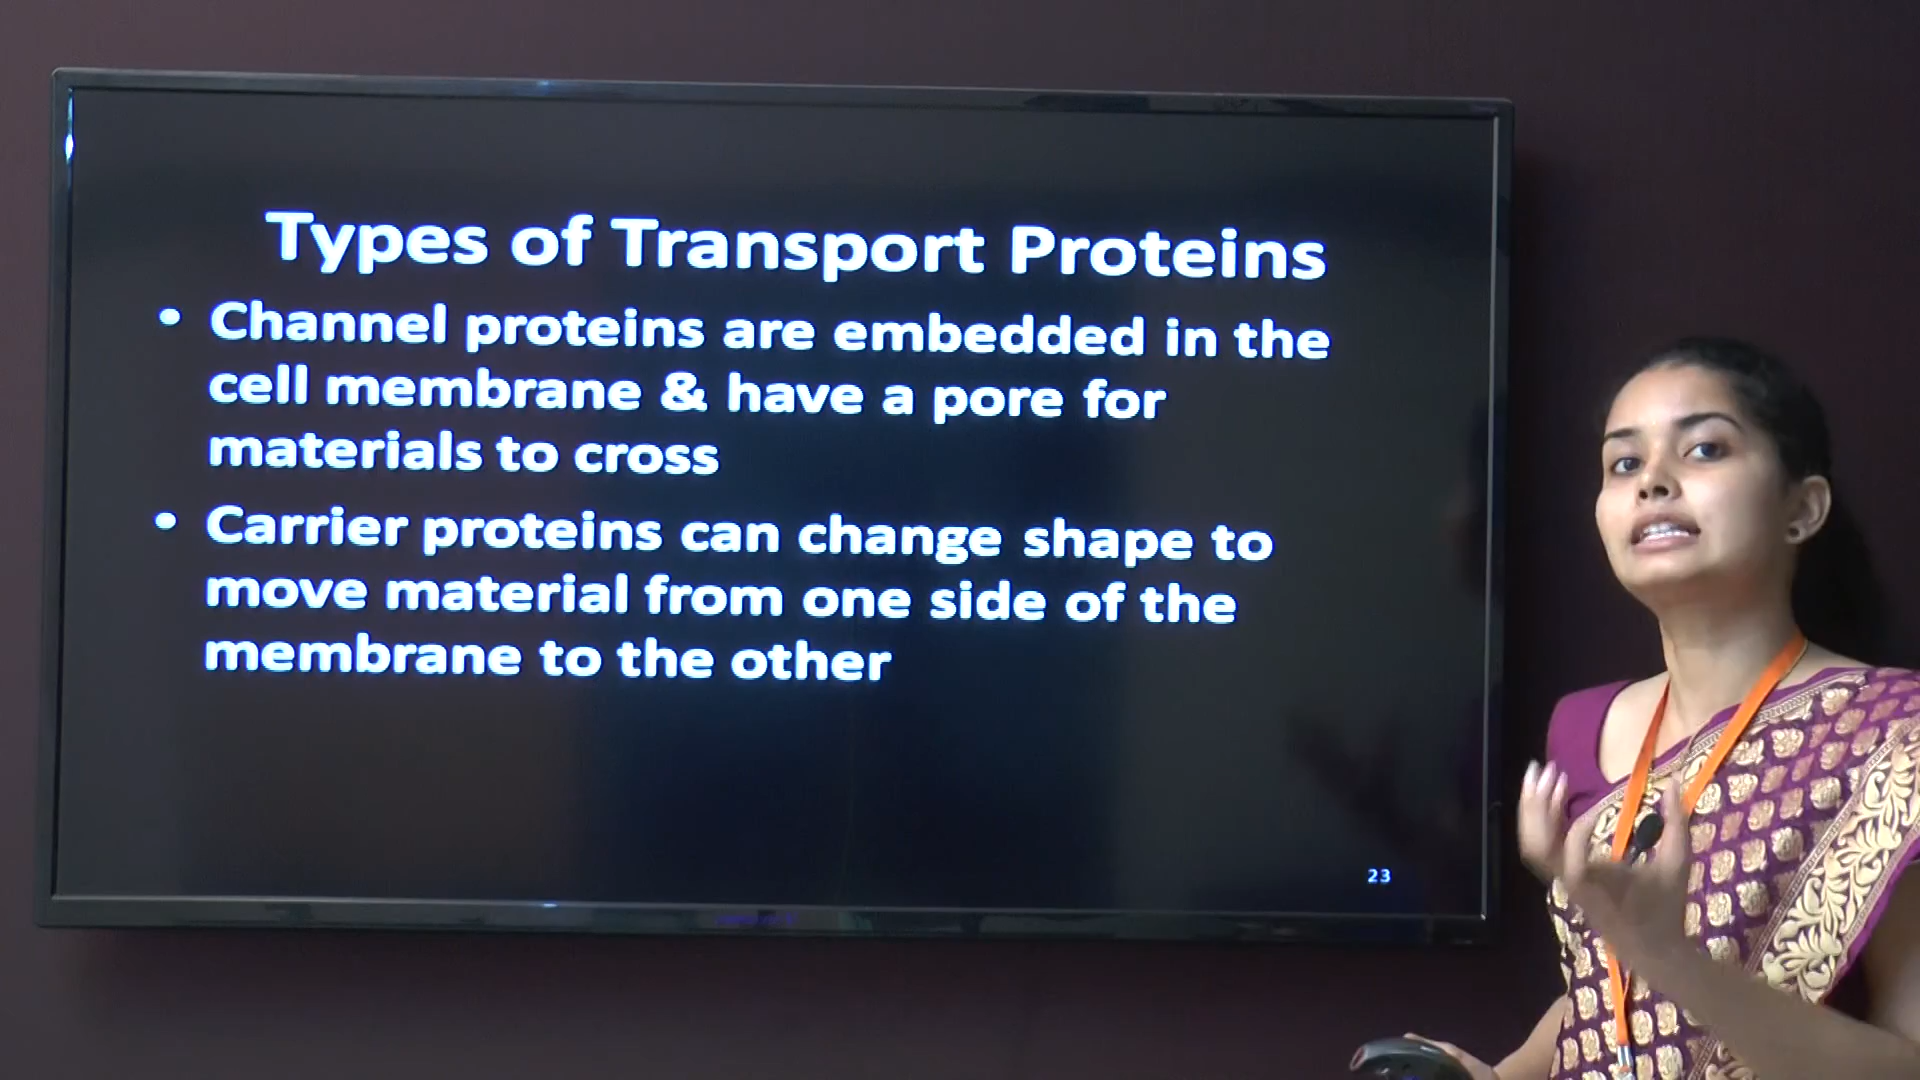 Types of Transport Proteins
• Channel proteins are embedded in the
cell membrane & have a pore for
materials to cross
• Carrier proteins can change shape to
move material from one side of the
membrane to the other
23